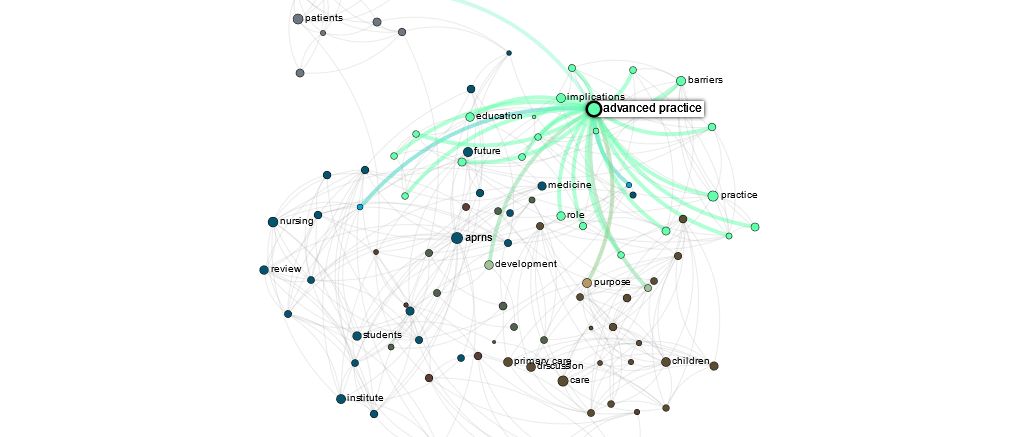 patients
barriers
implications
advanced practice
education
future
medicine
practice
role
nursing
aprns
development
review
purpose
students
primary care
discussion
children
care
institute